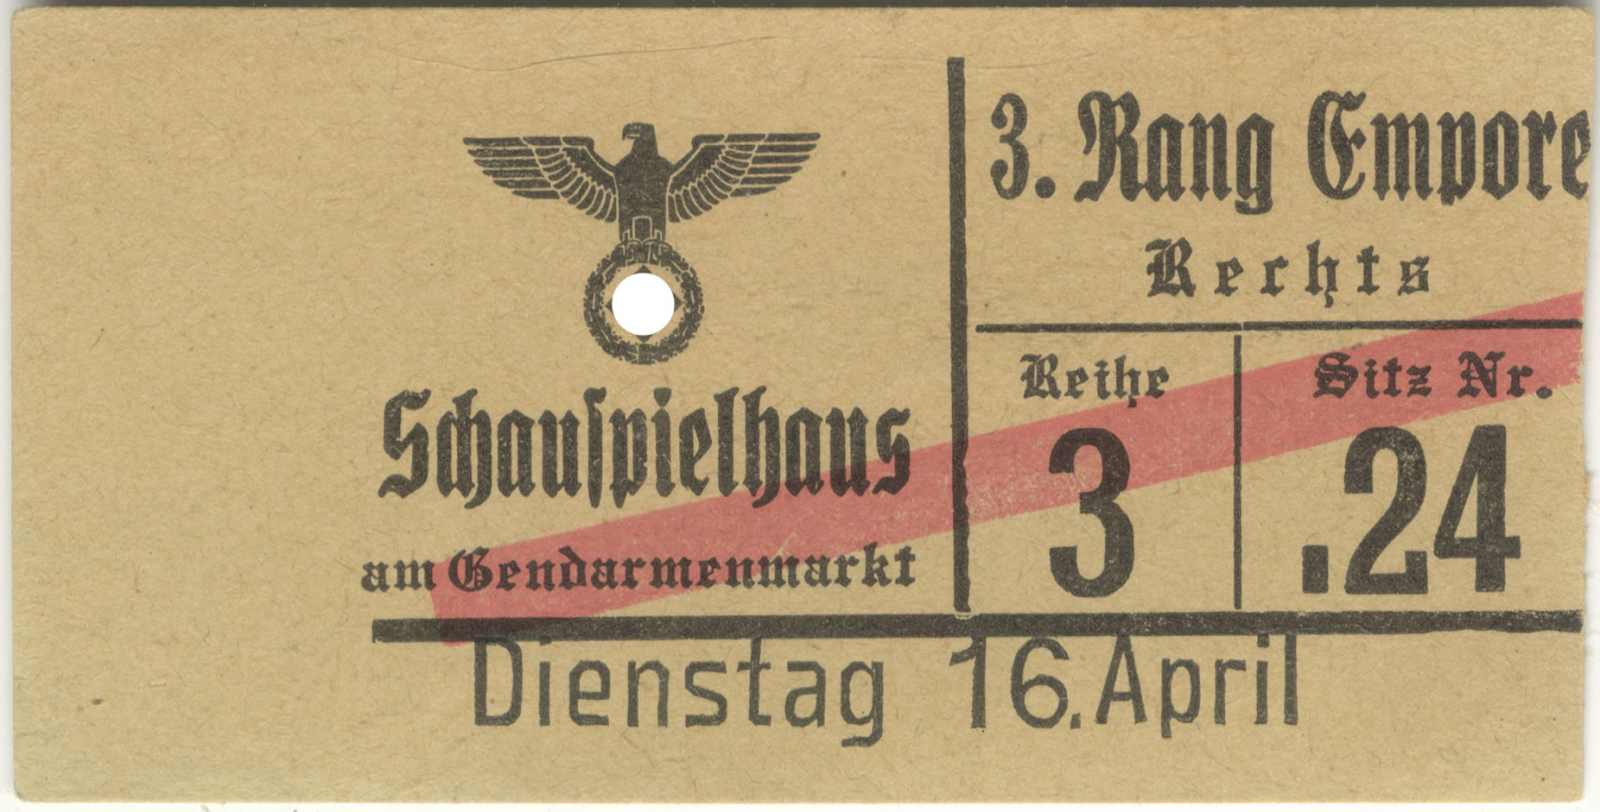 Schauspielhaus
am Gendarmenmarkt
3. Rang Empore
Rechts
Reihe
3
Sitz Nr.
.24
Dienstag 16.April